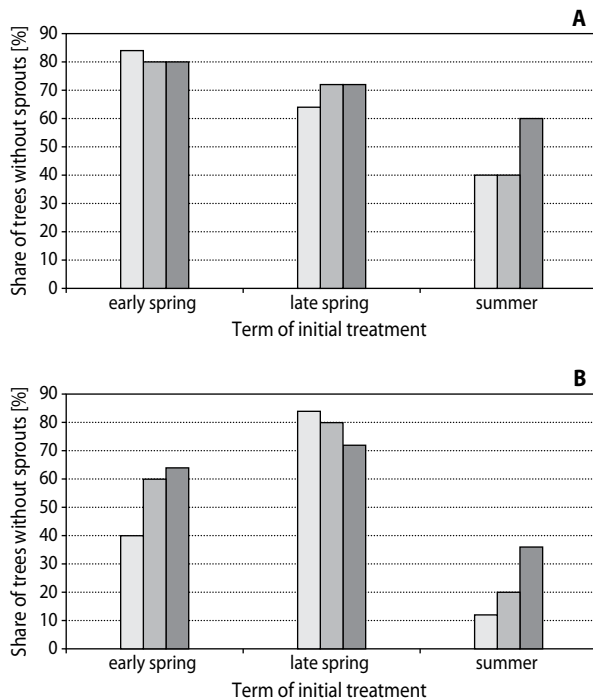 A
Share of trees without sprouts [%]
90
80
70
60
50
40
30
20
10
0
early spring late spring summer
Term of initial treatment
B
Share of trees without sprouts [%]
90
80
70
60
50
40
30
20
10
0
early spring late spring summer
Term of initial treatment